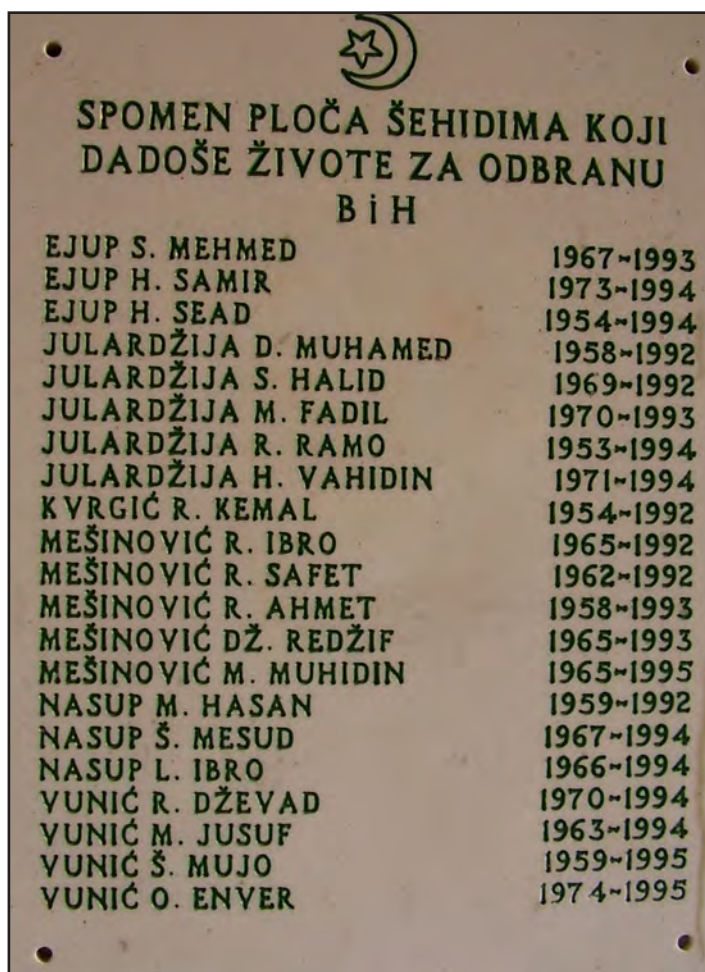 SPOMEN PLOČA ŠEHIDIMA KOJI
DADOŠE ŽIVOTE ZA ODBRANU
B i H
EJUP S. MEHMED 1967~1993
EJUP H. SAMIR 1973~1994
EJUP H. SEAD 1954~1994
JULARDŽIJA D. MUHAMED 1958~1992
JULARDŽIJA S. HALID 1969~1992
JULARDŽIJA M. FADIL 1970~1993
JULARDŽIJA R. RAMO 1953~1994
JULARDŽIJA H. VAHIDIN 1971~1994
KVRGIĆ R. KEMAL 1954~1992
MEŠINOVIĆ R. IBRO 1965~1992
MEŠINOVIĆ R. SAFET 1962~1992
MEŠINOVIĆ R. AHMET 1958~1993
MEŠINOVIĆ DŽ. REDŽIF 1965~1993
MEŠINOVIĆ M. MUHIDIN 1965~1995
NASUP M. HASAN 1959~1992
NASUP Š. MESUD 1967~1994
NASUP L. IBRO 1966~1994
VUNIĆ R. DŽEVAD 1970~1994
VUNIĆ M. JUSUF 1963~1994
VUNIĆ Š. MUJO 1959~1995
VUNIĆ O. ENVER 1974~1995